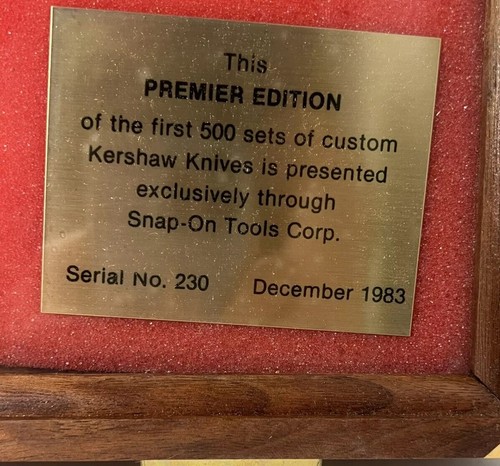 This
PREMIER EDITION
of the first 500 sets of custom
Kershaw Knives is presented
exclusively through
Snap-On Tools Corp.
Serial No. 230 December 1983